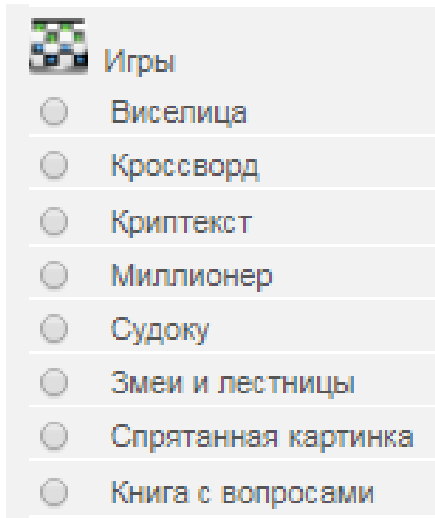 Игры
Виселица
Кроссворд
Криптекст
Миллионер
Судоку
Змеи и лестницы
Спрятанная картинка
Книга с вопросами